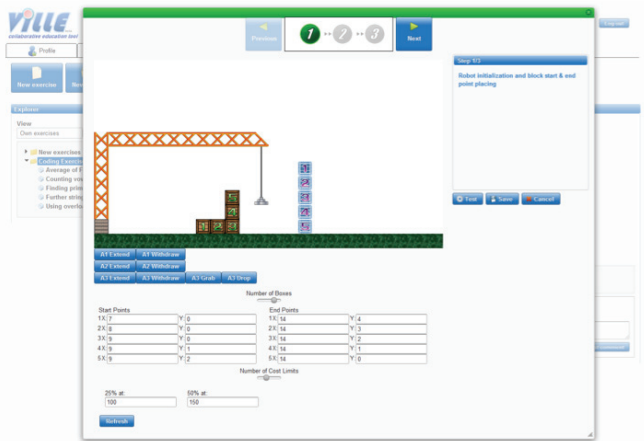 ViLLE
collaborative education tool
Logout
Previous
1
2
3
Next
Profile
New exercise
Explorer
View
Own exercises
New exercises
Coding Exerci
Average of F
Counting vow
Finding prim
Further string
Using overlo
Step 1/3
Robot initialization and block start & end
point placing
Test
Save
Cancel
A1 Extend
A1 Withdraw
A2 Extend
A2 Withdraw
A3 Extend
A3 Withdraw
A3 Grab
A3 Drop
Number of Boxes
Start Points
End Points
1X 7 Y 0 1X 14 Y 4
2X 8 Y 0 2X 14 Y 3
3X 9 Y 0 3X 14 Y 2
4X 9 Y 1 4X 14 Y 1
5X 9 Y 2 5X 14 Y 0
Number of Cost Limits
25% at: 50% at:
100 150
Refresh